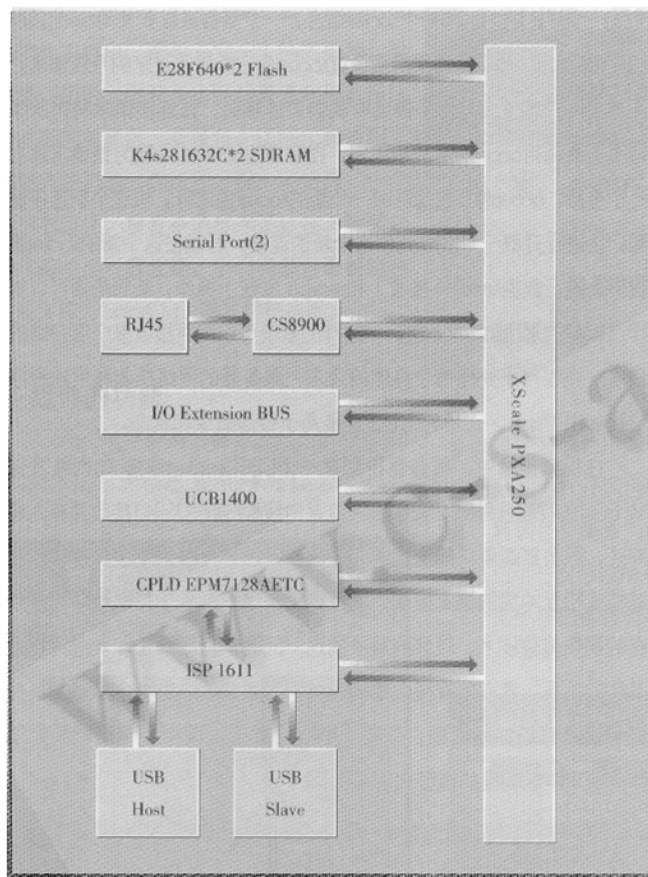 E28F640*2 Flash
K4s281632C*2 SDRAM
Serial Port(2)
RJ45
CS8900
I/O Extension BUS
UCB1400
CPLD EPM7128AETC
ISP 1611
USB
Host
USB
Slave
XScale PXA250
www.c-s-a